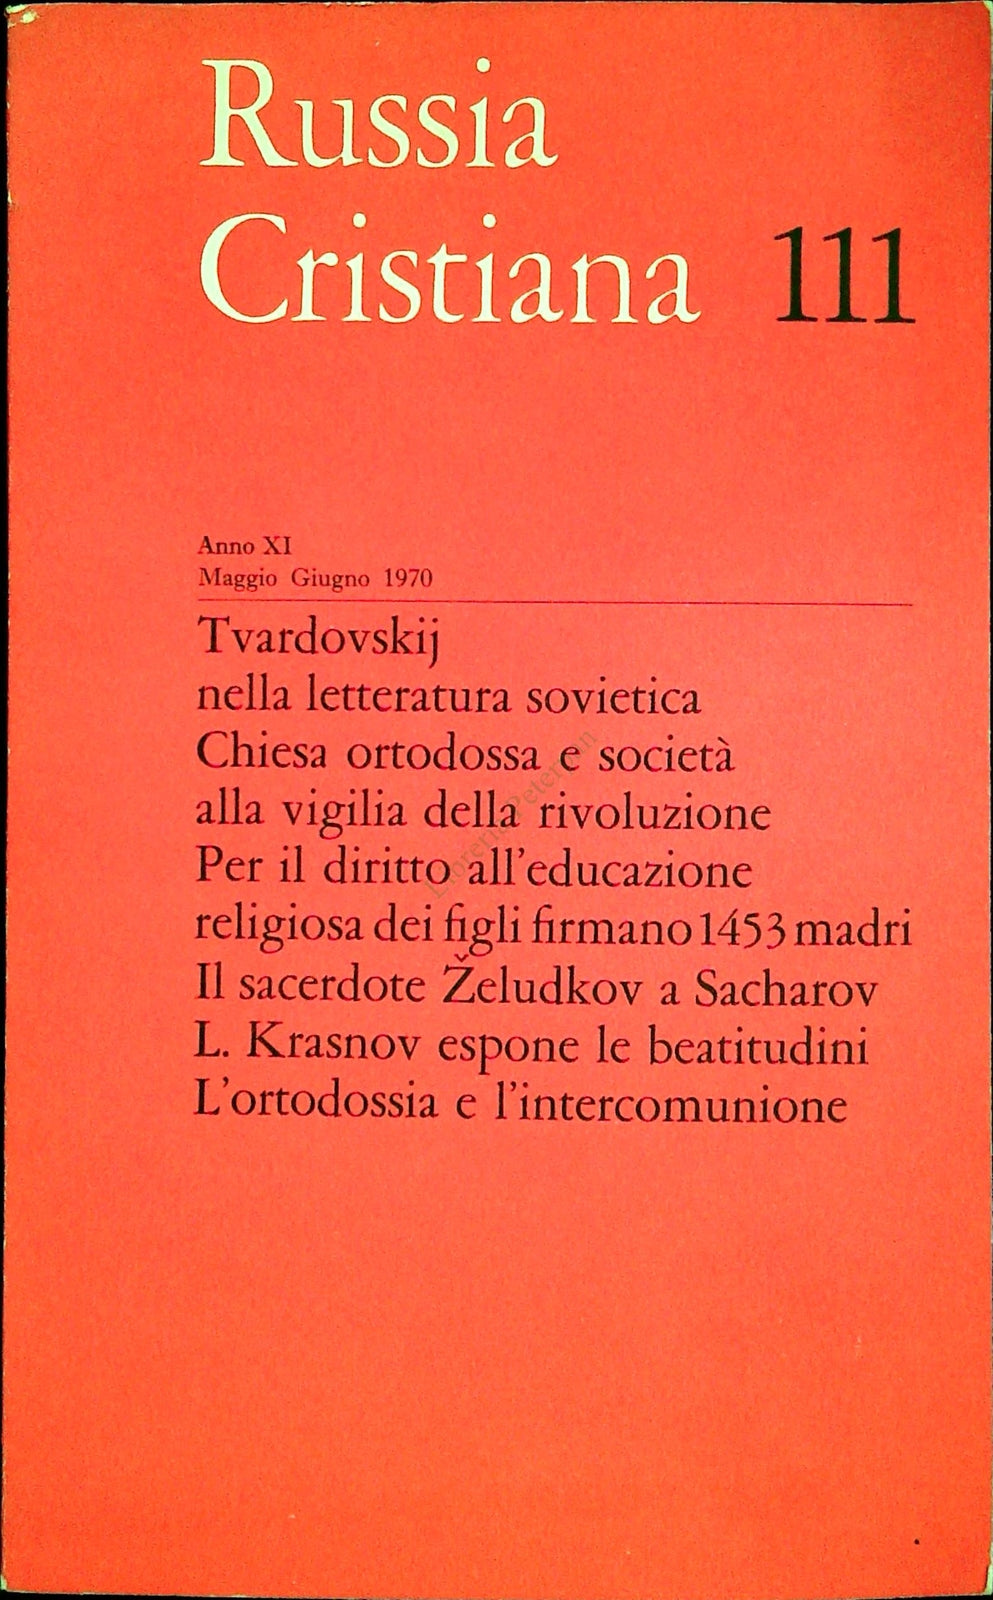 Russia
Cristiana 111
Anno XI
Maggio Giugno 1970
Tvardovskij
nella letteratura sovietica
Chiesa ortodossa e società
alla vigilia della rivoluzione
Per il diritto all'educazione
religiosa dei figli firmano 1453 madri
Il sacerdote Želudkov a Sacharov
L. Krasnov espone le beatitudini
L'ortodossia e l'intercomunione